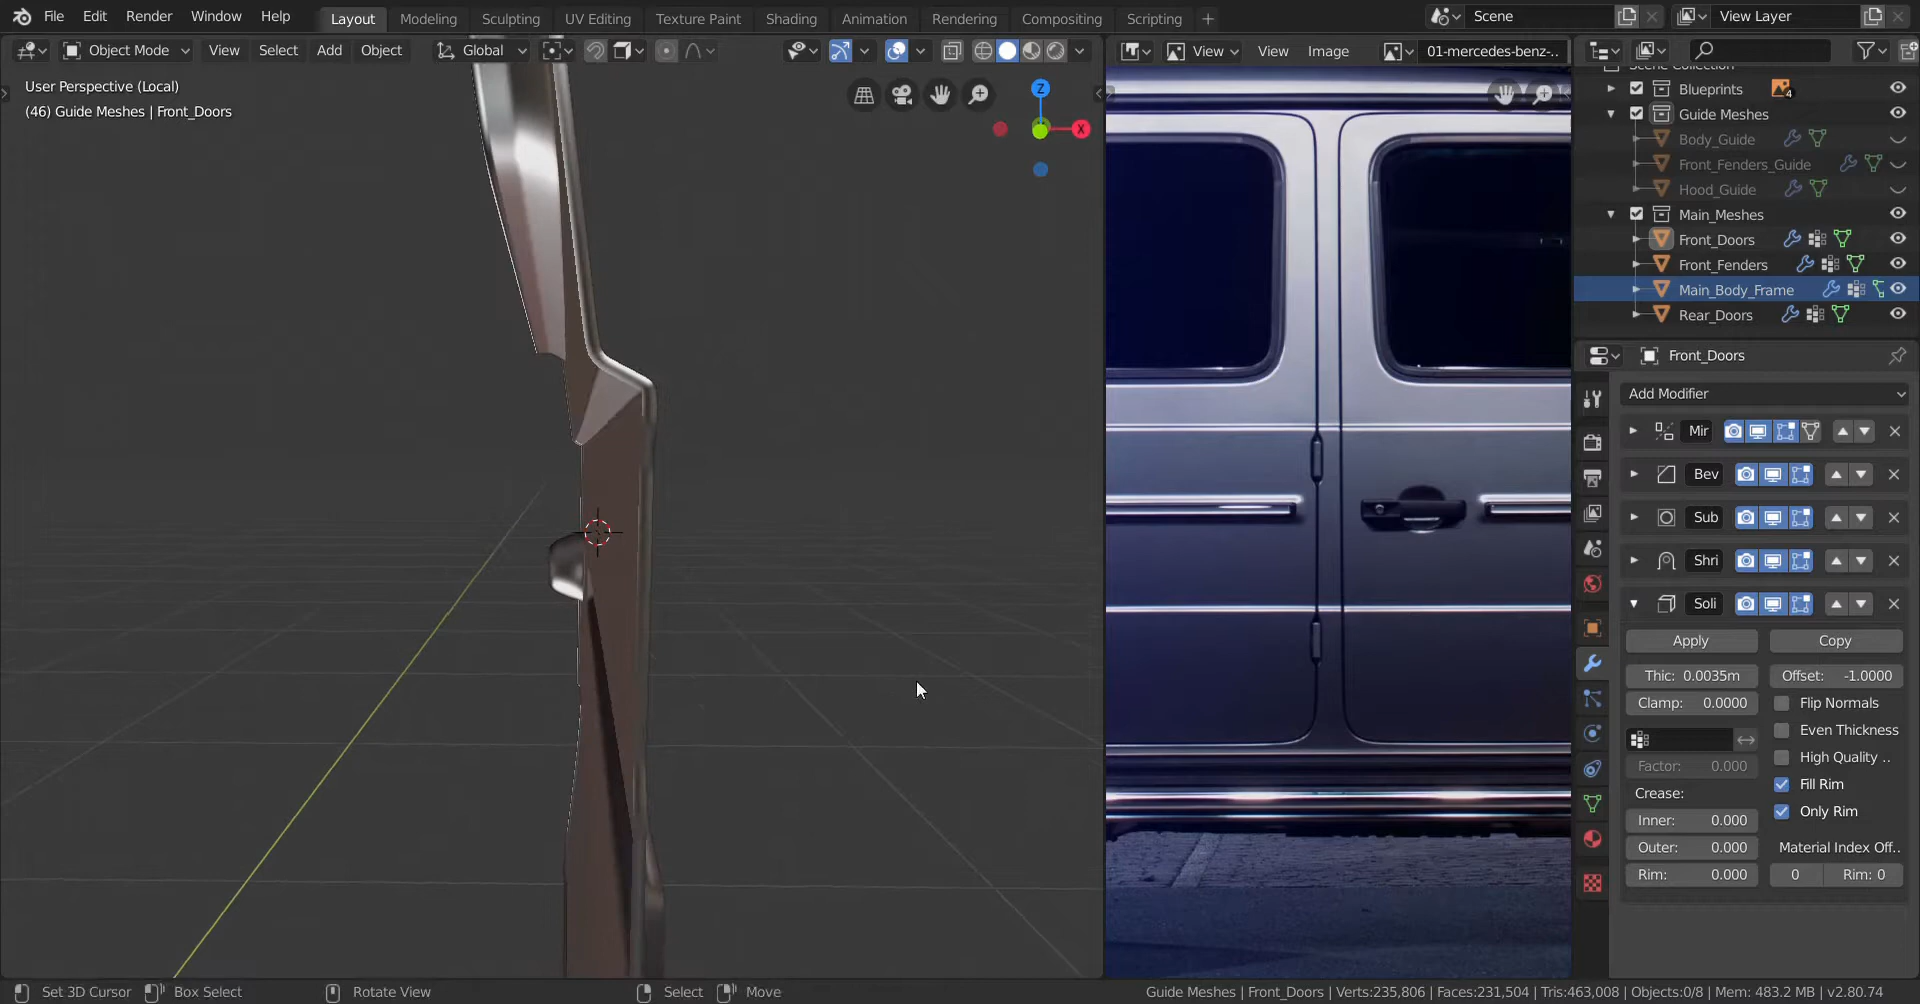 File Edit Render Window Help Layout Modeling Sculpting UV Editing Texture Paint Shading Animation Rendering Compositing Scripting + Scene View Layer
Object Mode View Select Add Object Global View View Image 01-mercedes-benz-..
User Perspective (Local)
(46) Guide Meshes | Front_Doors
Z
X
Scene Collection
Blueprints 4
Guide Meshes
Body_Guide
Front_Fenders_Guide
Hood_Guide
Main_Meshes
Front_Doors
Front_Fenders
Main_Body_Frame
Rear_Doors
Front_Doors
Add Modifier
Mir
Bev
Sub
Shri
Soli
Apply Copy
Thic: 0.0035m Offset: -1.0000
Clamp: 0.0000 Flip Normals
Even Thickness
Factor: 0.000 High Quality ..
Crease: Fill Rim
Inner: 0.000 Only Rim
Outer: 0.000 Material Index Off..
Rim: 0.000 0 Rim: 0
Set 3D Cursor Box Select Rotate View Select Move Guide Meshes | Front_Doors | Verts:235,806 | Faces:231,504 | Tris:463,008 | Objects:0/8 | Mem: 483.2 MB | v2.80.74